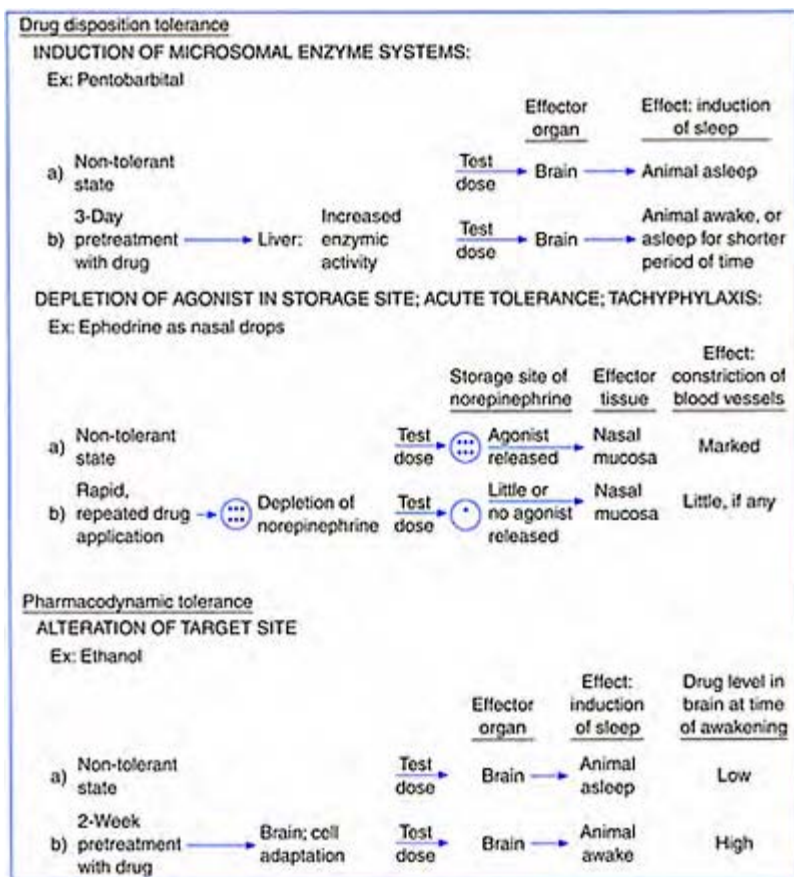 Drug disposition tolerance
INDUCTION OF MICROSOMAL ENZYME SYSTEMS:
Ex: Pentobarbital
Effector organ
Effect: induction of sleep
a) Non-tolerant state
Test dose
Brain
Animal asleep
b) 3-Day pretreatment with drug
Liver:
Increased enzymic activity
Test dose
Brain
Animal awake, or asleep for shorter period of time
DEPLETION OF AGONIST IN STORAGE SITE; ACUTE TOLERANCE; TACHYPHYLAXIS:
Ex: Ephedrine as nasal drops
Storage site of norepinephrine
Effector tissue
Effect: constriction of blood vessels
a) Non-tolerant state
Test dose
Agonist released
Nasal mucosa
Marked
b) Rapid, repeated drug application
Depletion of norepinephrine
Test dose
Little or no agonist released
Nasal mucosa
Little, if any
Pharmacodynamic tolerance
ALTERATION OF TARGET SITE
Ex: Ethanol
Effector organ
Effect: induction of sleep
Drug level in brain at time of awakening
a) Non-tolerant state
Test dose
Brain
Animal asleep
Low
b) 2-Week pretreatment with drug
Brain; cell adaptation
Test dose
Brain
Animal awake
High